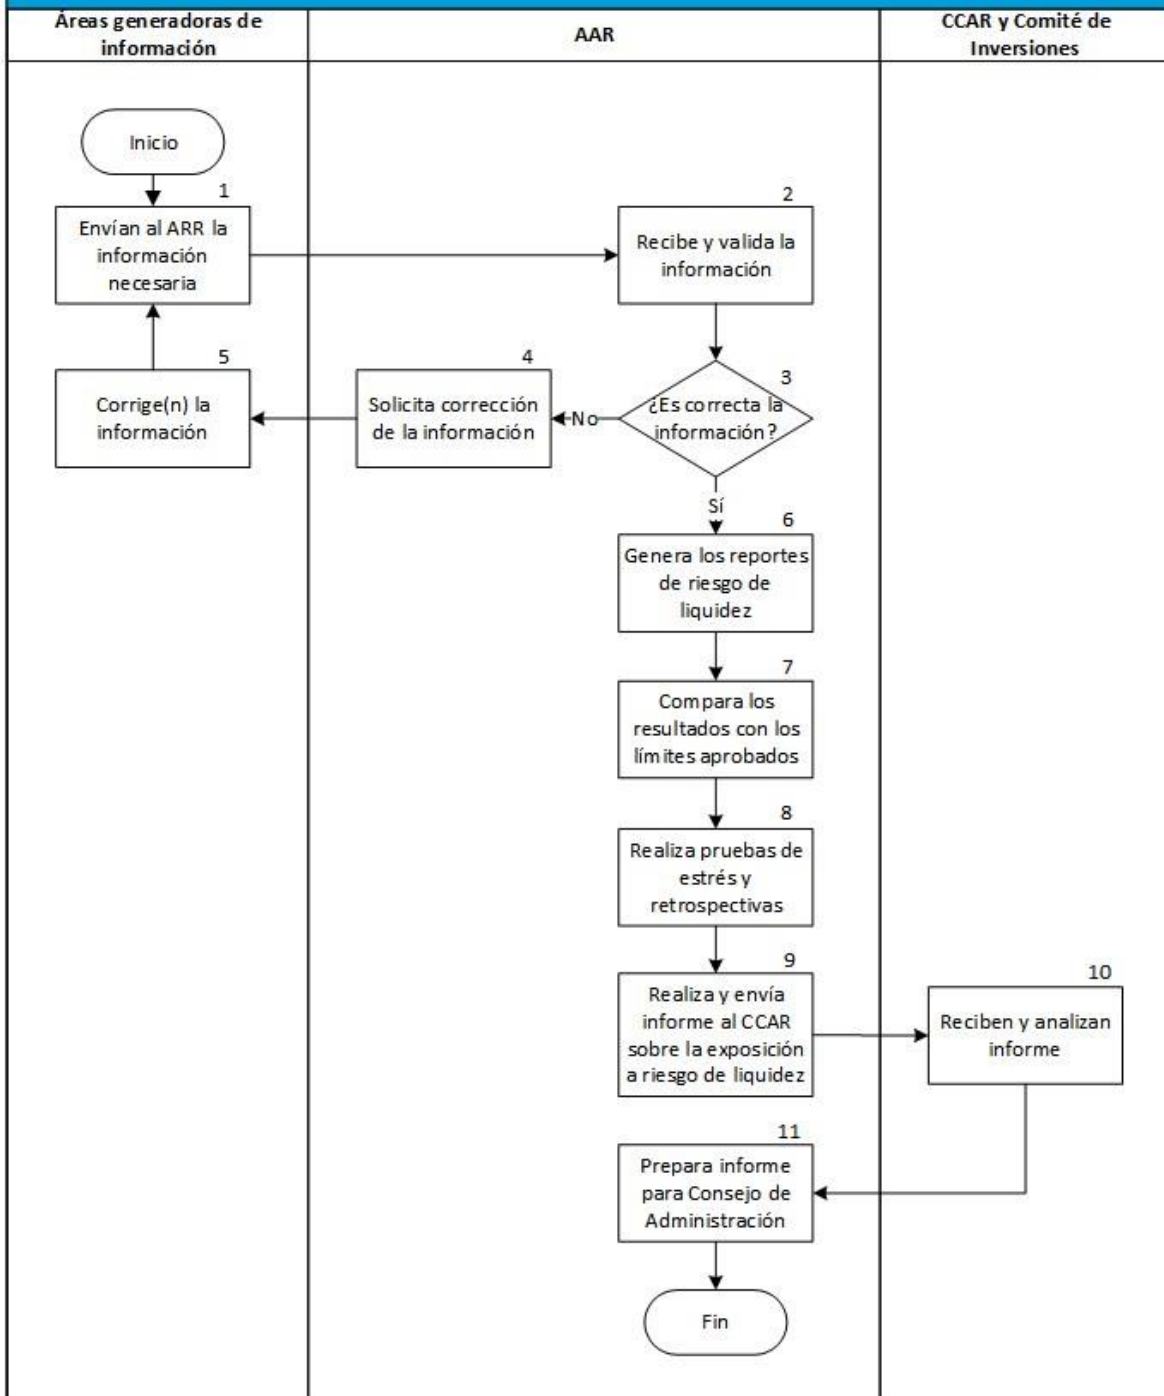 Áreas generadoras de
información
AAR
CCAR y Comité de
Inversiones
Inicio
1
Envían al ARR la
información
necesaria
2
Recibe y valida la
información
3
¿Es correcta la
información?
No
4
Solicita corrección
de la información
5
Corrige(n) la
información
Sí
6
Genera los reportes
de riesgo de
liquidez
7
Compara los
resultados con los
límites aprobados
8
Realiza pruebas de
estrés y
retrospectivas
9
Realiza y envía
informe al CCAR
sobre la exposición
a riesgo de liquidez
10
Reciben y analizan
informe
11
Prepara informe
para Consejo de
Administración
Fin